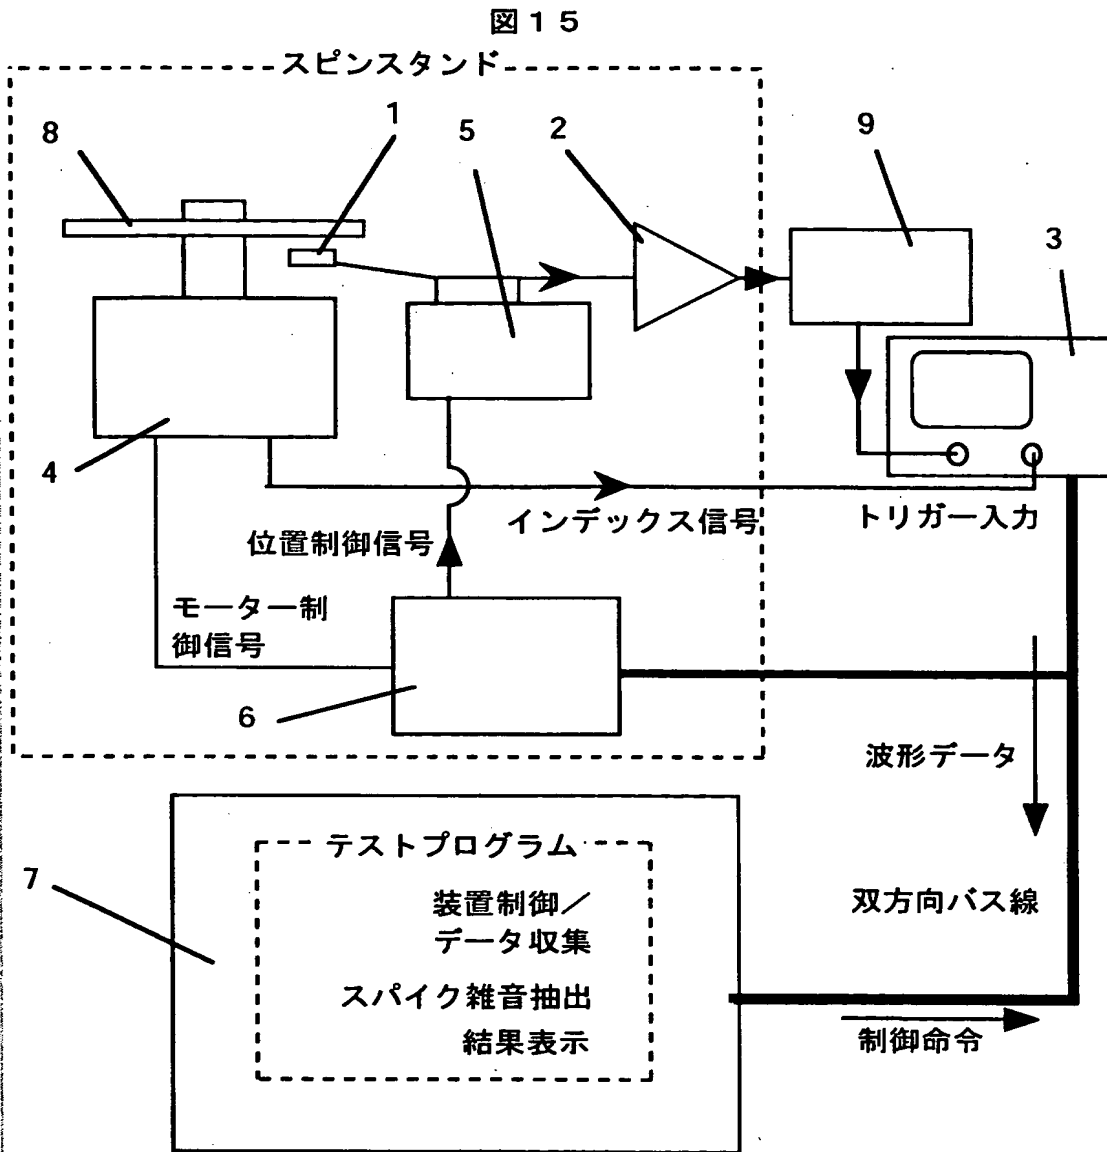 図15
スピンスタンド
1
8
5
2
9
3
4
インデックス信号
トリガー入力
位置制御信号
モーター制
御信号
6
波形データ
テストプログラム
7
装置制御／
データ収集
双方向バス線
スパイク雑音抽出
結果表示
制御命令